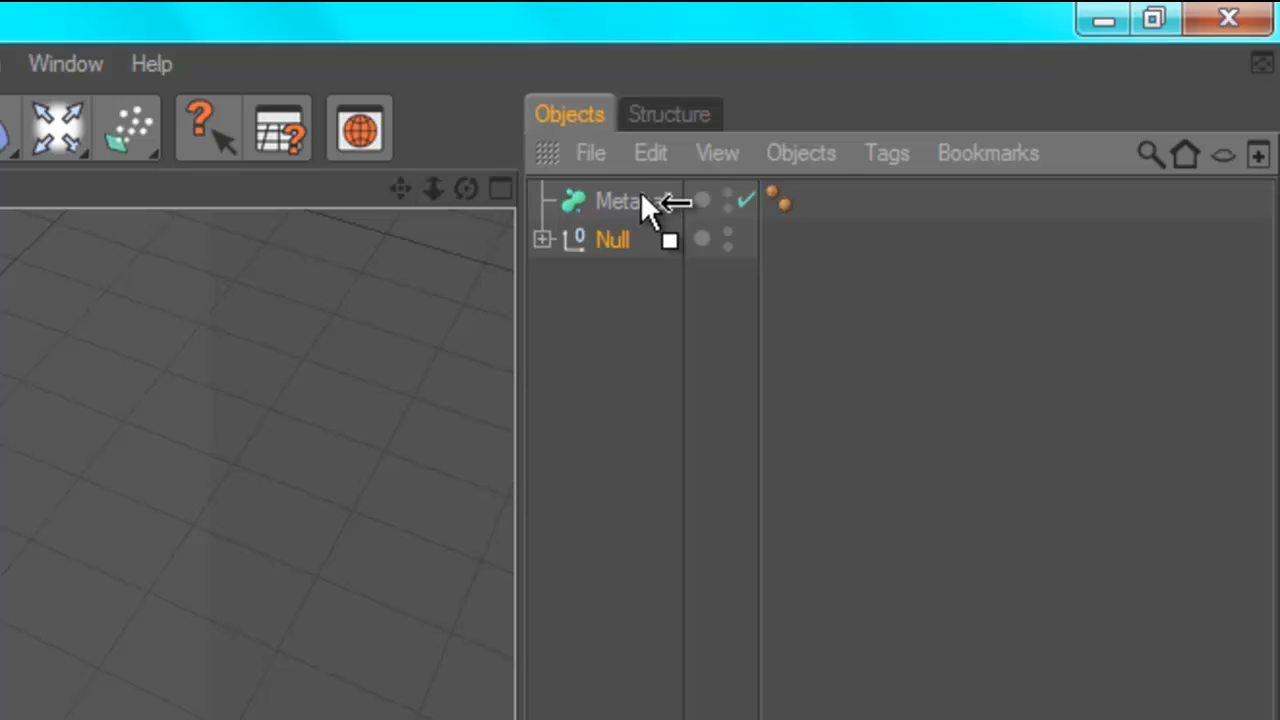 Window Help
Objects Structure
File Edit View Objects Tags Bookmarks
Null